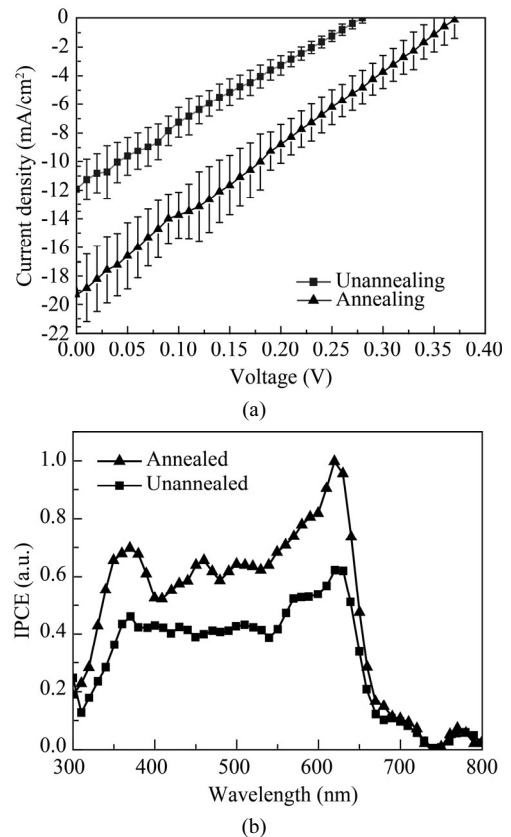 0
-2
-4
-6
-8
-10
-12
-14
-16
-18
-20
-22
Current density (mA/cm²)
Unannealing
Annealing
0.00 0.05 0.10 0.15 0.20 0.25 0.30 0.35 0.40
Voltage (V)
(a)
1.0
0.8
0.6
0.4
0.2
0.0
IPCE (a.u.)
Annealed
Unannealed
300 400 500 600 700 800
Wavelength (nm)
(b)